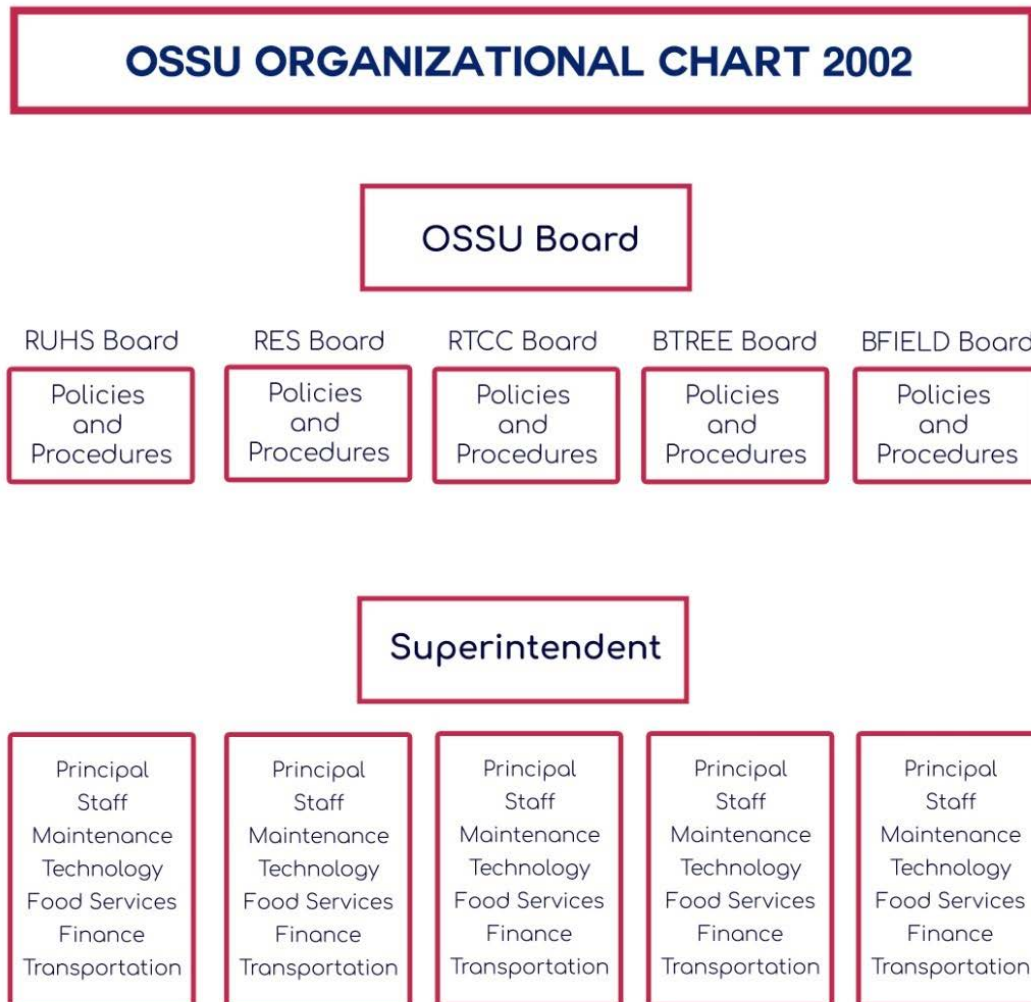 OSSU ORGANIZATIONAL CHART 2002
OSSU Board
RUHS Board
Policies
and
Procedures
RES Board
Policies
and
Procedures
RTCC Board
Policies
and
Procedures
BTREE Board
Policies
and
Procedures
BFIELD Board
Policies
and
Procedures
Superintendent
Principal
Staff
Maintenance
Technology
Food Services
Finance
Transportation
Principal
Staff
Maintenance
Technology
Food Services
Finance
Transportation
Principal
Staff
Maintenance
Technology
Food Services
Finance
Transportation
Principal
Staff
Maintenance
Technology
Food Services
Finance
Transportation
Principal
Staff
Maintenance
Technology
Food Services
Finance
Transportation